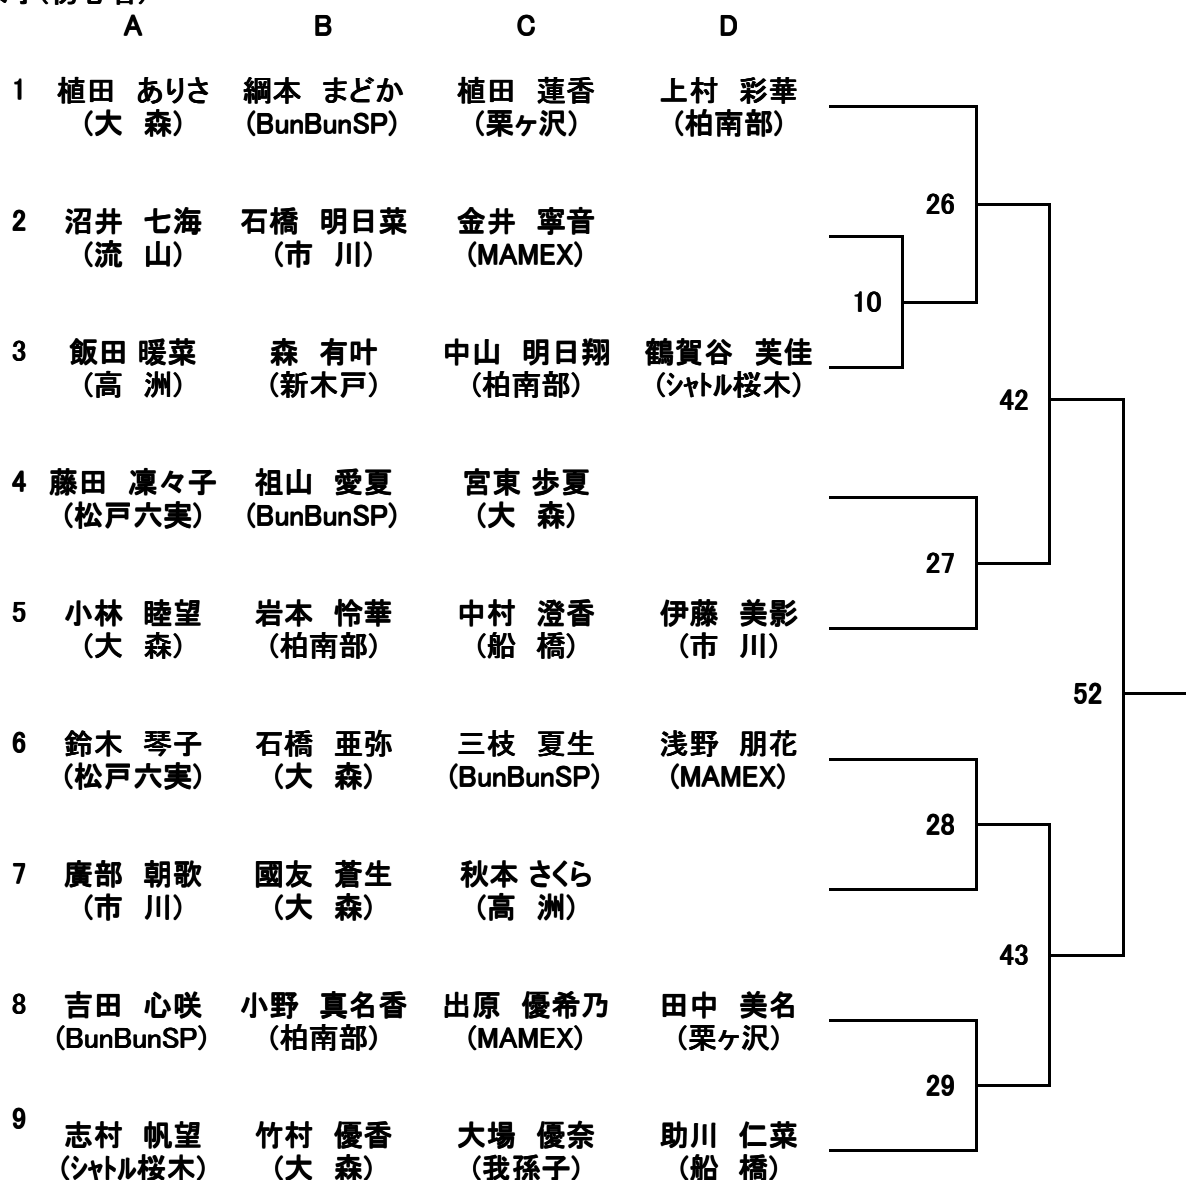 A B C D
1 植田 ありさ 綱本 まどか 植田 蓮香 上村 彩華
(大 森) (BunBunSP) (栗ヶ沢) (柏南部)
26
2 沼井 七海 石橋 明日菜 金井 寧音
(流 山) (市 川) (MAMEX)
10
3 飯田 暖菜 森 有叶 中山 明日翔 鶴賀谷 芙佳
(高 洲) (新木戸) (柏南部) (シャトル桜木)
42
4 藤田 凜々子 祖山 愛夏 宮東 歩夏
(松戸六実) (BunBunSP) (大 森)
27
5 小林 睦望 岩本 怜華 中村 澄香 伊藤 美影
(大 森) (柏南部) (船 橋) (市 川)
52
6 鈴木 琴子 石橋 亜弥 三枝 夏生 浅野 朋花
(松戸六実) (大 森) (BunBunSP) (MAMEX)
28
7 廣部 朝歌 國友 蒼生 秋本 さくら
(市 川) (大 森) (高 洲)
43
8 吉田 心咲 小野 真名香 出原 優希乃 田中 美名
(BunBunSP) (柏南部) (MAMEX) (栗ヶ沢)
29
9 志村 帆望 竹村 優香 大場 優奈 助川 仁菜
(シャトル桜木) (大 森) (我孫子) (船 橋)